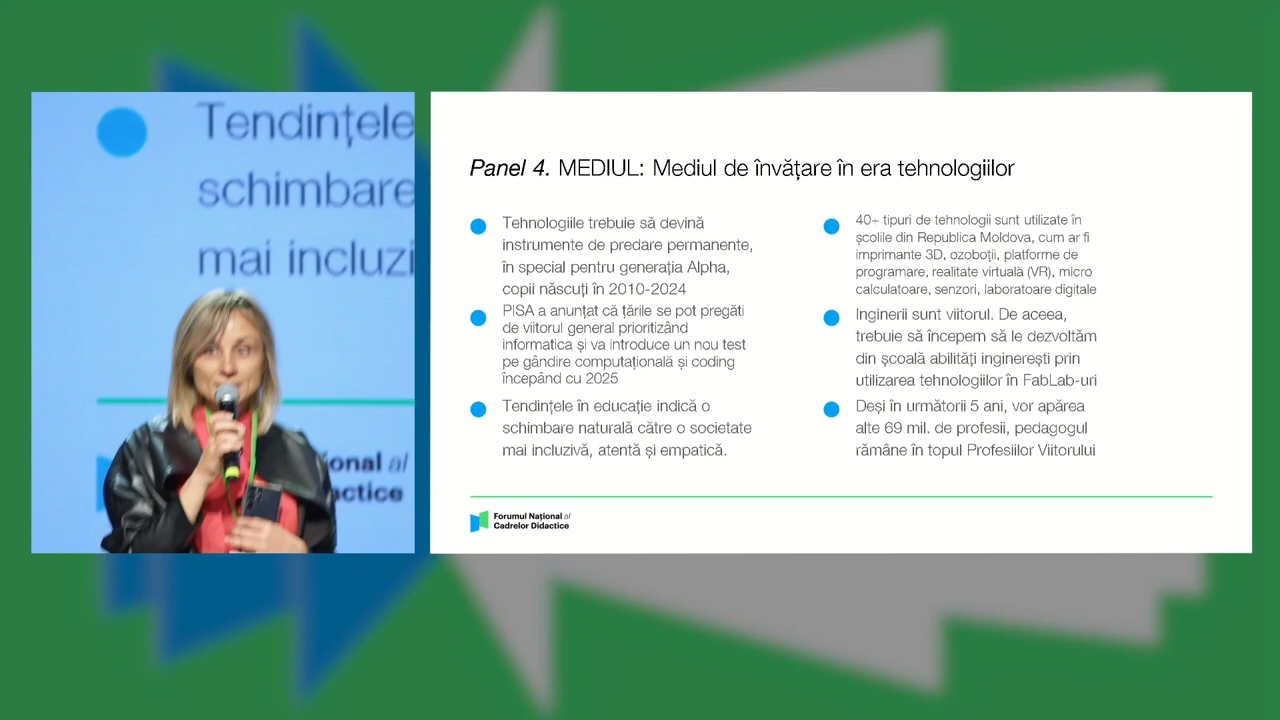 Tendințele
schimbare
mai incluzi
onal al
actice
Panel 4. MEDIUL: Mediul de învățare în era tehnologiilor
Tehnologiile trebuie să devină
instrumente de predare permanente,
în special pentru generația Alpha,
copii născuți în 2010-2024
PISA a anunțat că țările se pot pregăti
de viitorul general prioritizând
informatica și va introduce un nou test
pe gândire computațională și coding
începând cu 2025
Tendințele în educație indică o
schimbare naturală către o societate
mai incluzivă, atentă și empatică.
40+ tipuri de tehnologii sunt utilizate în
școlile din Republica Moldova, cum ar fi
imprimante 3D, ozoboții, platforme de
programare, realitate virtuală (VR), micro
calculatoare, senzori, laboratoare digitale
Inginerii sunt viitorul. De aceea,
trebuie să începem să le dezvoltăm
din școală abilități inginerești prin
utilizarea tehnologiilor în FabLab-uri
Deși în următorii 5 ani, vor apărea
alte 69 mil. de profesii, pedagogul
rămâne în topul Profesiilor Viitorului
Forumul Național al
Cadrelor Didactice